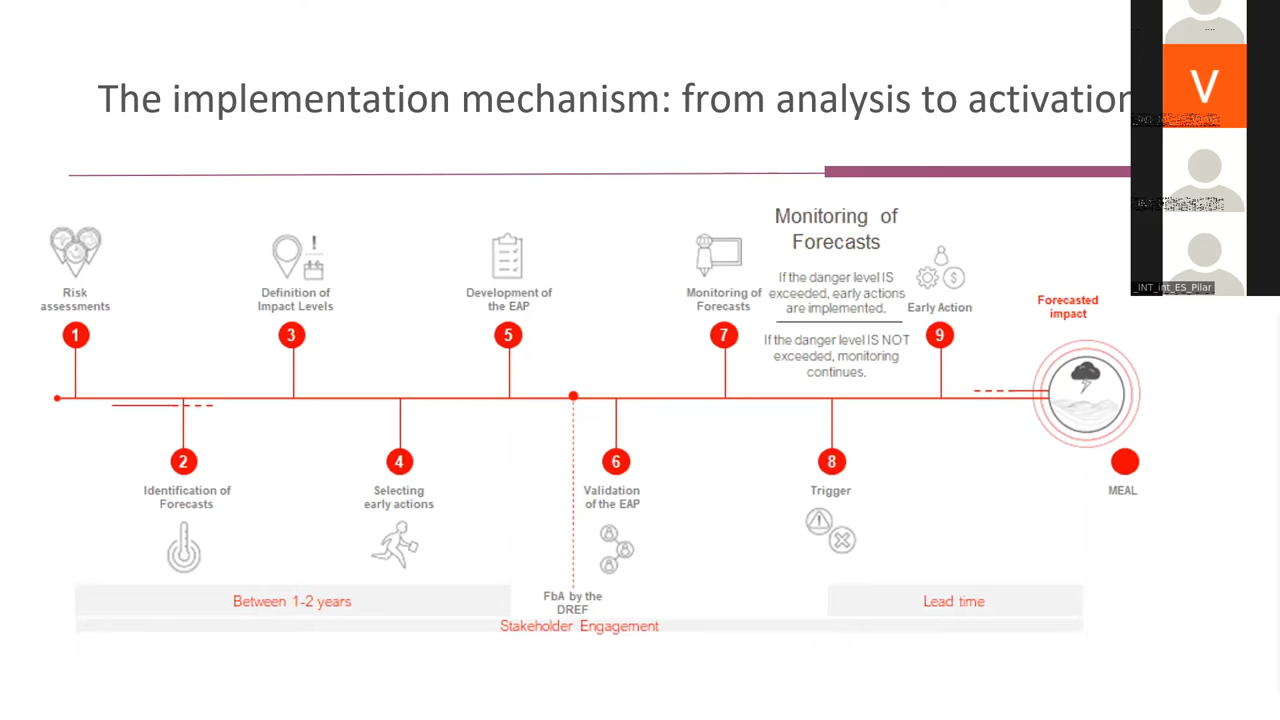 The implementation mechanism: from analysis to activation
V
_INT_int_ES_Pilar
Monitoring of
Forecasts
If the danger level IS
exceeded, early actions
are implemented.
If the danger level IS NOT
exceeded, monitoring
continues.
Risk
assessments
1
Definition of
Impact Levels
3
Development of
the EAP
5
Monitoring of
Forecasts
7
Early Action
9
Forecasted
impact
2
Identification of
Forecasts
4
Selecting
early actions
6
Validation
of the EAP
8
Trigger
MEAL
Between 1-2 years
FbA by the
DREF
Lead time
Stakeholder Engagement